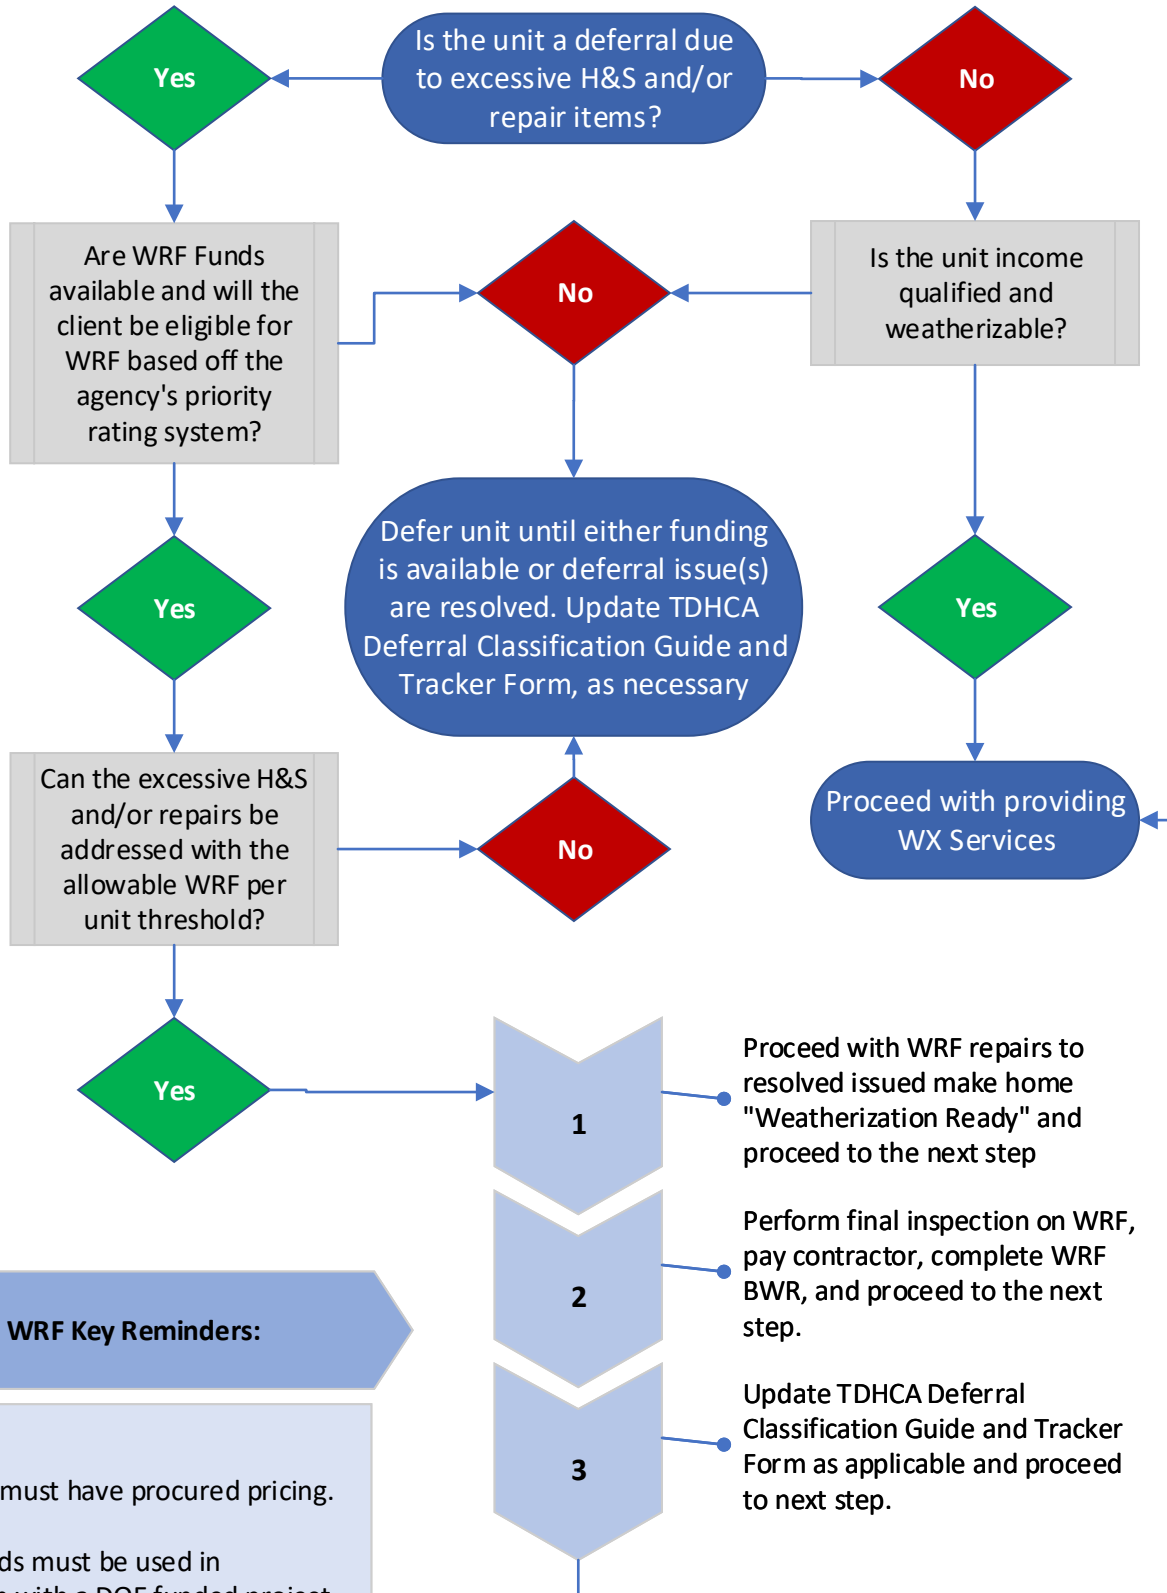 Yes
Is the unit a deferral due
to excessive H&S and/or
repair items?
No
Are WRF Funds
available and will the
client be eligible for
WRF based off the
agency's priority
rating system?
No
Is the unit income
qualified and
weatherizable?
Yes
Defer unit until either funding
is available or deferral issue(s)
are resolved. Update TDHCA
Deferral Classification Guide and
Tracker Form, as necessary
Yes
Can the excessive H&S
and/or repairs be
addressed with the
allowable WRF per
unit threshold?
No
Proceed with providing
WX Services
Yes
1
Proceed with WRF repairs to
resolved issued make home
"Weatherization Ready" and
proceed to the next step
2
Perform final inspection on WRF,
pay contractor, complete WRF
BWR, and proceed to the next
step.
3
Update TDHCA Deferral
Classification Guide and Tracker
Form as applicable and proceed
to next step.
WRF Key Reminders:
must have procured pricing.
ds must be used in
with a DOE funded project